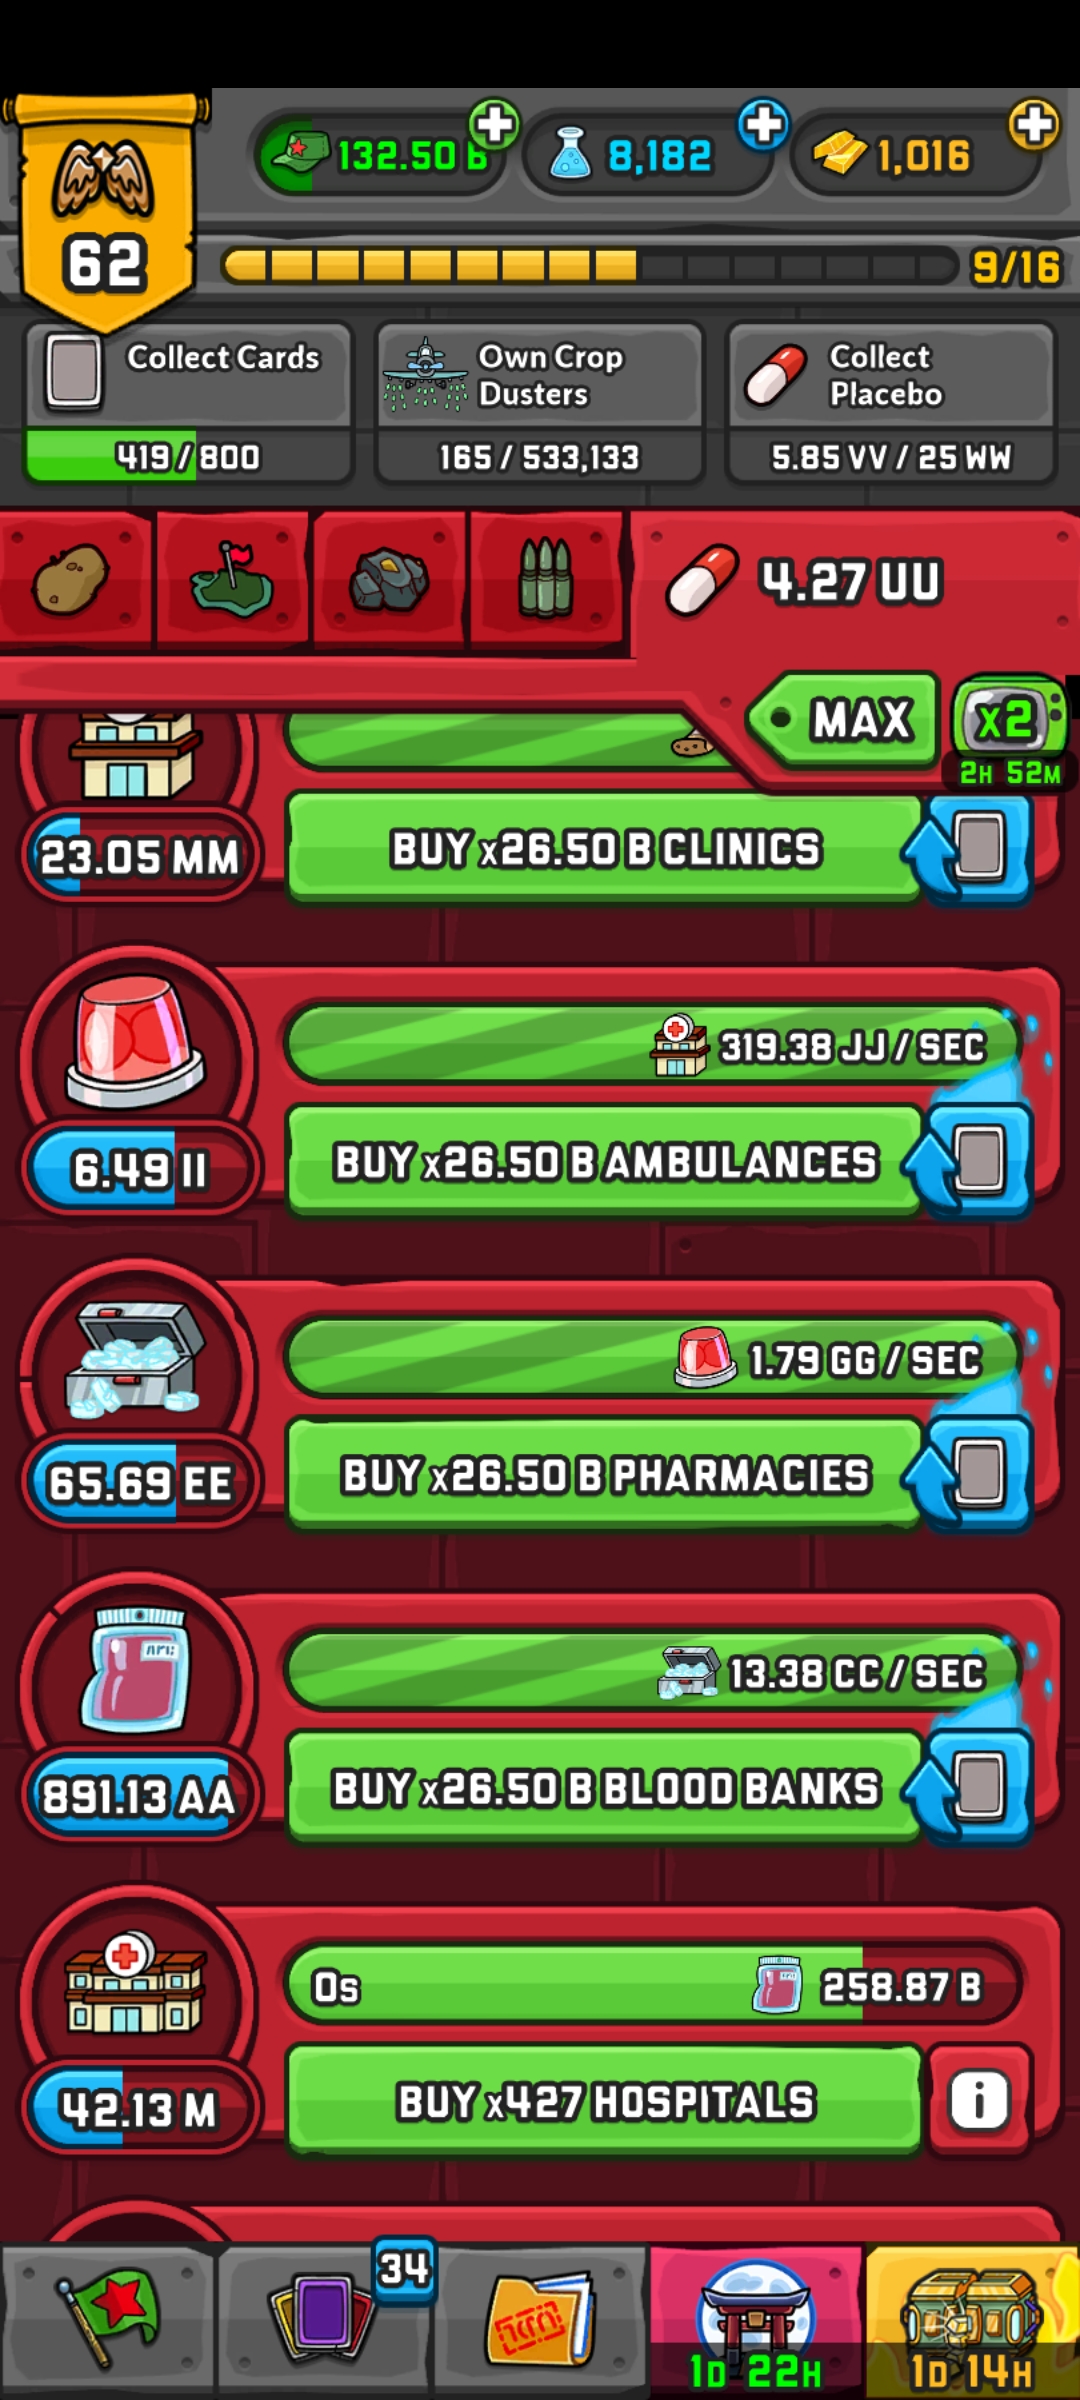 132.50 B
8,182
1,016
62
9/16
Collect Cards
419 / 800
Own Crop
Dusters
165 / 533,133
Collect
Placebo
5.85 VV / 25 WW
4.27 UU
MAX
x2
2H 52M
23.05 MM
BUY x26.50 B CLINICS
319.38 JJ / SEC
6.49 II
BUY x26.50 B AMBULANCES
1.79 GG / SEC
65.69 EE
BUY x26.50 B PHARMACIES
13.38 CC / SEC
891.13 AA
BUY x26.50 B BLOOD BANKS
0s
258.87 B
42.13 M
BUY x427 HOSPITALS
i
34
1D 22H
1D 14H